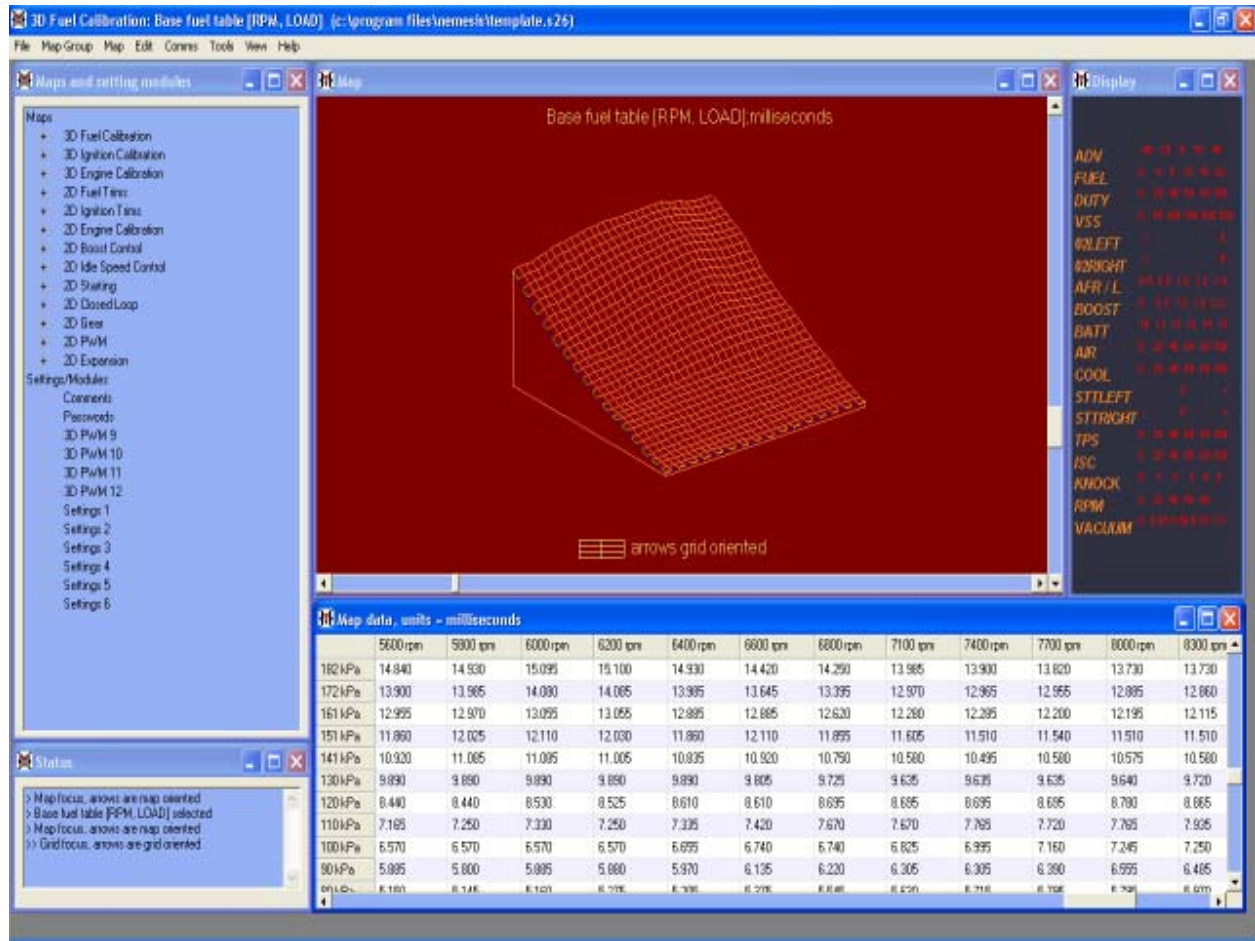 3D Fuel Calibration: Base fuel table [RPM, LOAD] (c:\program files\nemesis\template.s26)
File Map Group Map Edit Comms Tools View Help
Maps and setting modules
Maps
+ 3D Fuel Calibration
+ 3D Ignition Calibration
+ 3D Engine Calibration
+ 2D Fuel Trims
+ 2D Ignition Trims
+ 2D Engine Calibration
+ 2D Boost Control
+ 2D Idle Speed Control
+ 2D Starting
+ 2D Closed Loop
+ 2D Gear
+ 2D PWM
+ 2D Expansion
Settings/Modules
Comments
Passwords
3D PWM 9
3D PWM 10
3D PWM 11
3D PWM 12
Settings 1
Settings 2
Settings 3
Settings 4
Settings 5
Settings 6
Status
> Map focus, arrows are map oriented
> Base fuel table [RPM, LOAD] selected
> Map focus, arrows are map oriented
>> Grid focus, arrows are grid oriented
Map
Base fuel table [RPM, LOAD],milliseconds
arrows grid oriented
Display
ADV
FUEL
DUTY
VSS
02LEFT
02RIGHT
AFR / L
BOOST
BATT
AIR
COOL
STTLEFT
STTRIGHT
TPS
ISC
KNOCK
RPM
VACUUM
Map data, units - milliseconds
5600 rpm 5800 rpm 6000 rpm 6200 rpm 6400 rpm 6600 rpm 6800 rpm 7100 rpm 7400 rpm 7700 rpm 8000 rpm 8300 rpm
182 kPa 14.840 14.930 15.095 15.100 14.930 14.420 14.250 13.985 13.900 13.820 13.730 13.730
172 kPa 13.900 13.985 14.080 14.085 13.985 13.645 13.395 12.970 12.965 12.955 12.885 12.860
161 kPa 12.955 12.970 13.055 13.055 12.885 12.885 12.620 12.280 12.285 12.200 12.195 12.115
151 kPa 11.860 12.025 12.110 12.030 11.860 12.110 11.855 11.605 11.510 11.540 11.510 11.510
141 kPa 10.920 11.085 11.085 11.005 10.835 10.920 10.750 10.580 10.495 10.580 10.575 10.580
130 kPa 9.890 9.890 9.890 9.890 9.890 9.805 9.725 9.635 9.635 9.635 9.640 9.720
120 kPa 8.440 8.440 8.530 8.525 8.610 8.610 8.695 8.695 8.695 8.695 8.780 8.865
110 kPa 7.165 7.250 7.330 7.250 7.335 7.420 7.670 7.670 7.765 7.720 7.765 7.935
100 kPa 6.570 6.570 6.570 6.570 6.655 6.740 6.740 6.825 6.995 7.160 7.245 7.250
90 kPa 5.885 5.800 5.885 5.880 5.970 6.135 6.220 6.305 6.305 6.390 6.555 6.485